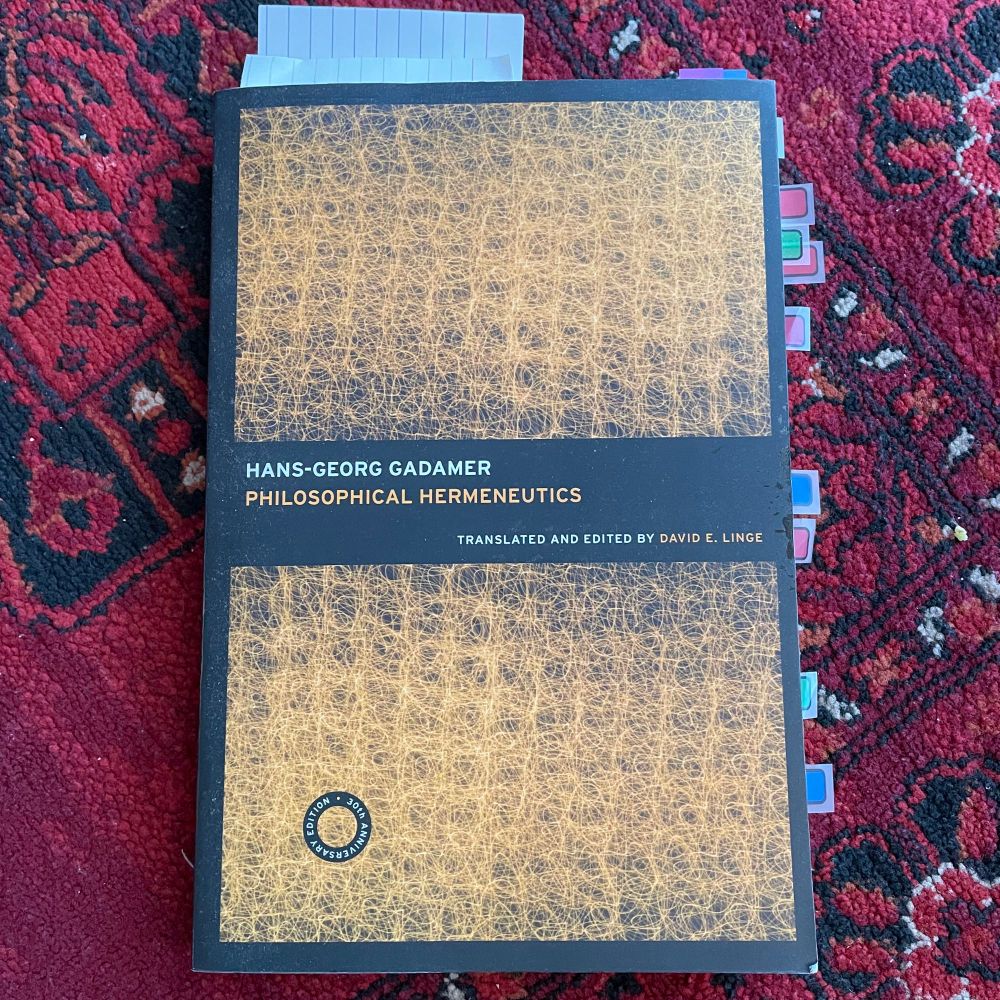 HANS-GEORG GADAMER
PHILOSOPHICAL HERMENEUTICS
TRANSLATED AND EDITED BY DAVID E. LINGE
30th ANNIVERSARY EDITION •